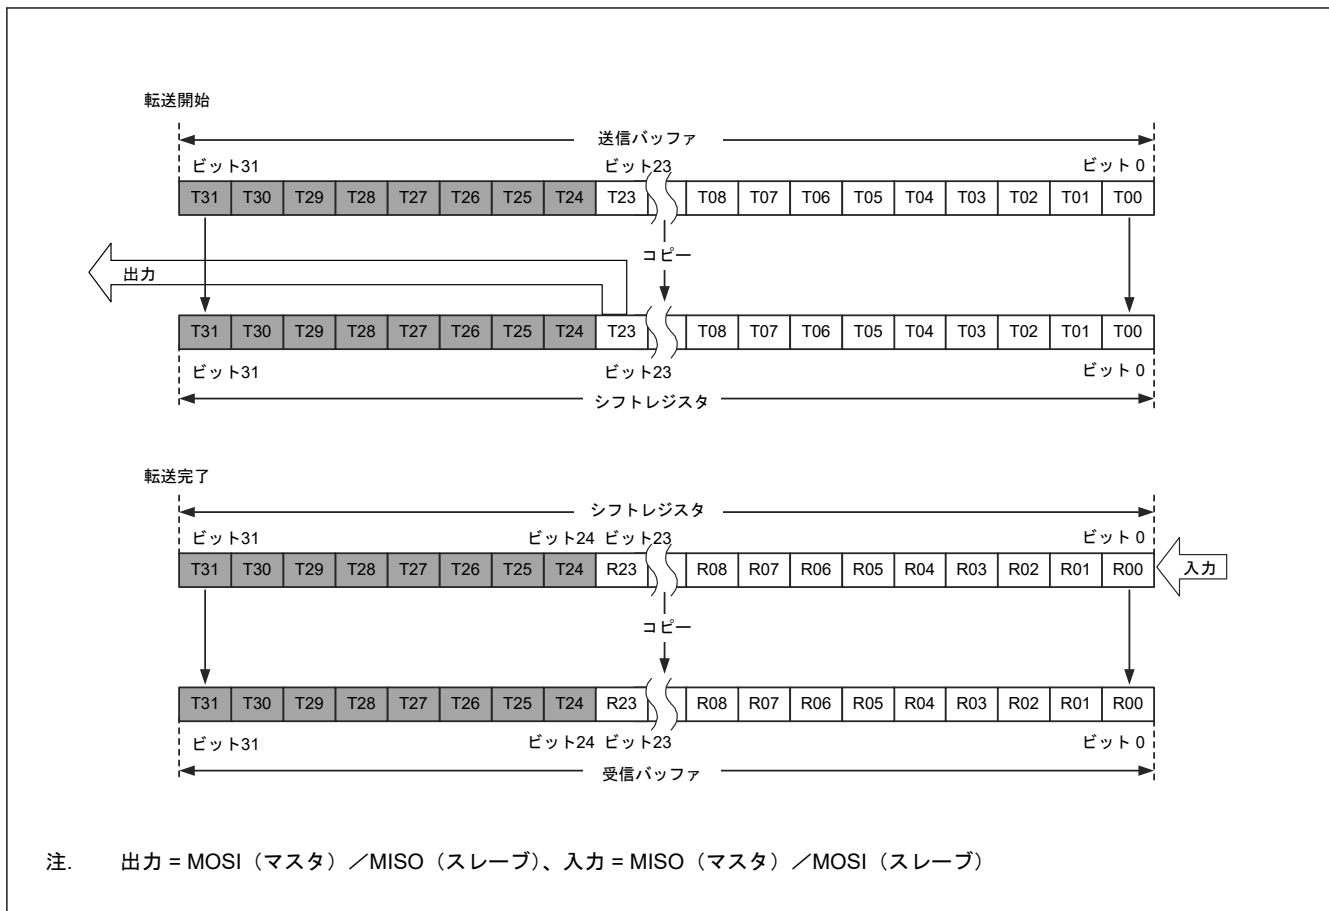 転送開始
送信バッファ
ビット31 ビット23 ビット 0
T31 T30 T29 T28 T27 T26 T25 T24 T23 T08 T07 T06 T05 T04 T03 T02 T01 T00
コピー
出力
T31 T30 T29 T28 T27 T26 T25 T24 T23 T08 T07 T06 T05 T04 T03 T02 T01 T00
ビット31 ビット23 ビット 0
シフトレジスタ
転送完了
シフトレジスタ
ビット31 ビット24 ビット23 ビット 0
T31 T30 T29 T28 T27 T26 T25 T24 R23 R08 R07 R06 R05 R04 R03 R02 R01 R00 入力
コピー
T31 T30 T29 T28 T27 T26 T25 T24 R23 R08 R07 R06 R05 R04 R03 R02 R01 R00
ビット31 ビット24 ビット23 ビット 0
受信バッファ
注. 出力 = MOSI（マスタ）／MISO（スレーブ）、入力 = MISO（マスタ）／MOSI（スレーブ）